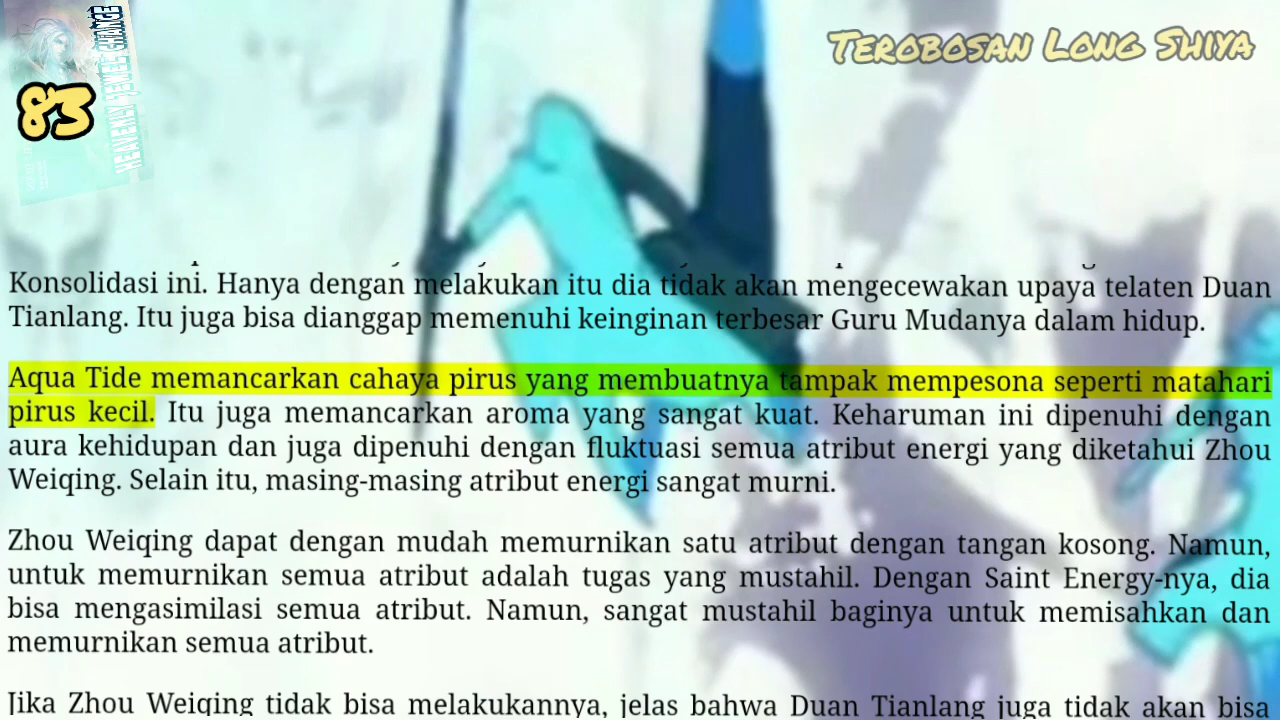 Terobosan Long Shiya
83
HEAVENLY JEWEL CHANGE
Konsolidasi ini. Hanya dengan melakukan itu dia tidak akan mengecewakan upaya telaten Duan
Tianlang. Itu juga bisa dianggap memenuhi keinginan terbesar Guru Mudanya dalam hidup.
Aqua Tide memancarkan cahaya pirus yang membuatnya tampak mempesona seperti matahari
pirus kecil. Itu juga memancarkan aroma yang sangat kuat. Keharuman ini dipenuhi dengan
aura kehidupan dan juga dipenuhi dengan fluktuasi semua atribut energi yang diketahui Zhou
Weiqing. Selain itu, masing-masing atribut energi sangat murni.
Zhou Weiqing dapat dengan mudah memurnikan satu atribut dengan tangan kosong. Namun,
untuk memurnikan semua atribut adalah tugas yang mustahil. Dengan Saint Energy-nya, dia
bisa mengasimilasi semua atribut. Namun, sangat mustahil baginya untuk memisahkan dan
memurnikan semua atribut.
Jika Zhou Weiqing tidak bisa melakukannya, jelas bahwa Duan Tianlang juga tidak akan bisa